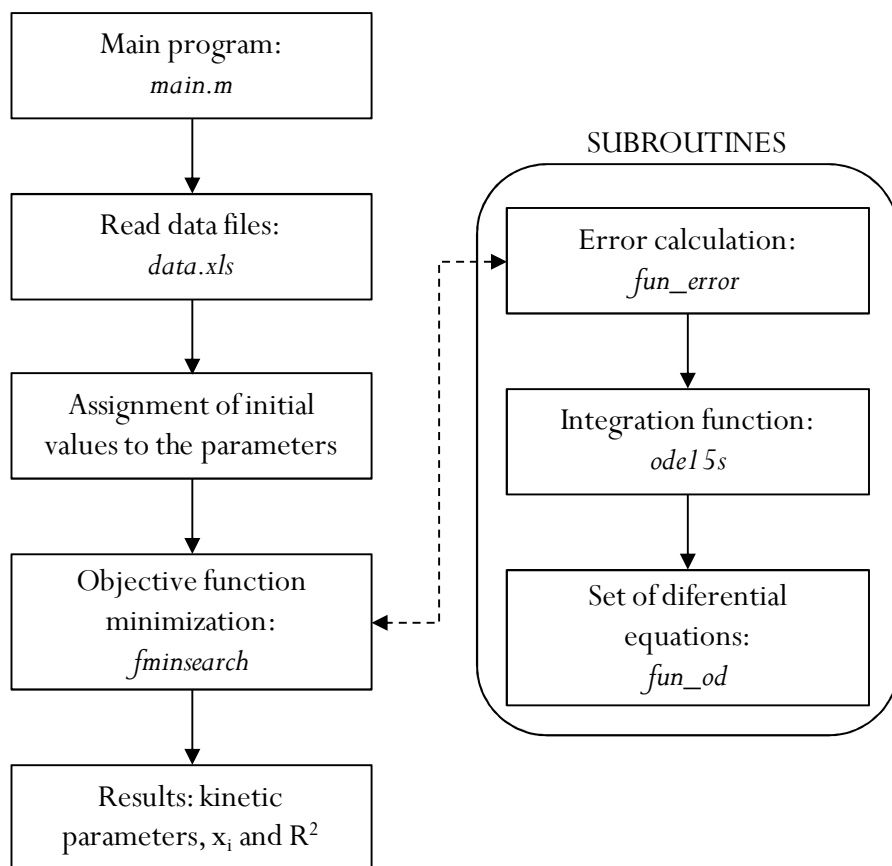 Main program:
main.m
Read data files:
data.xls
Assignment of initial
values to the parameters
Objective function
minimization:
fminsearch
Results: kinetic
parameters, xᵢ and R²
SUBROUTINES
Error calculation:
fun_error
Integration function:
ode15s
Set of diferential
equations:
fun_od